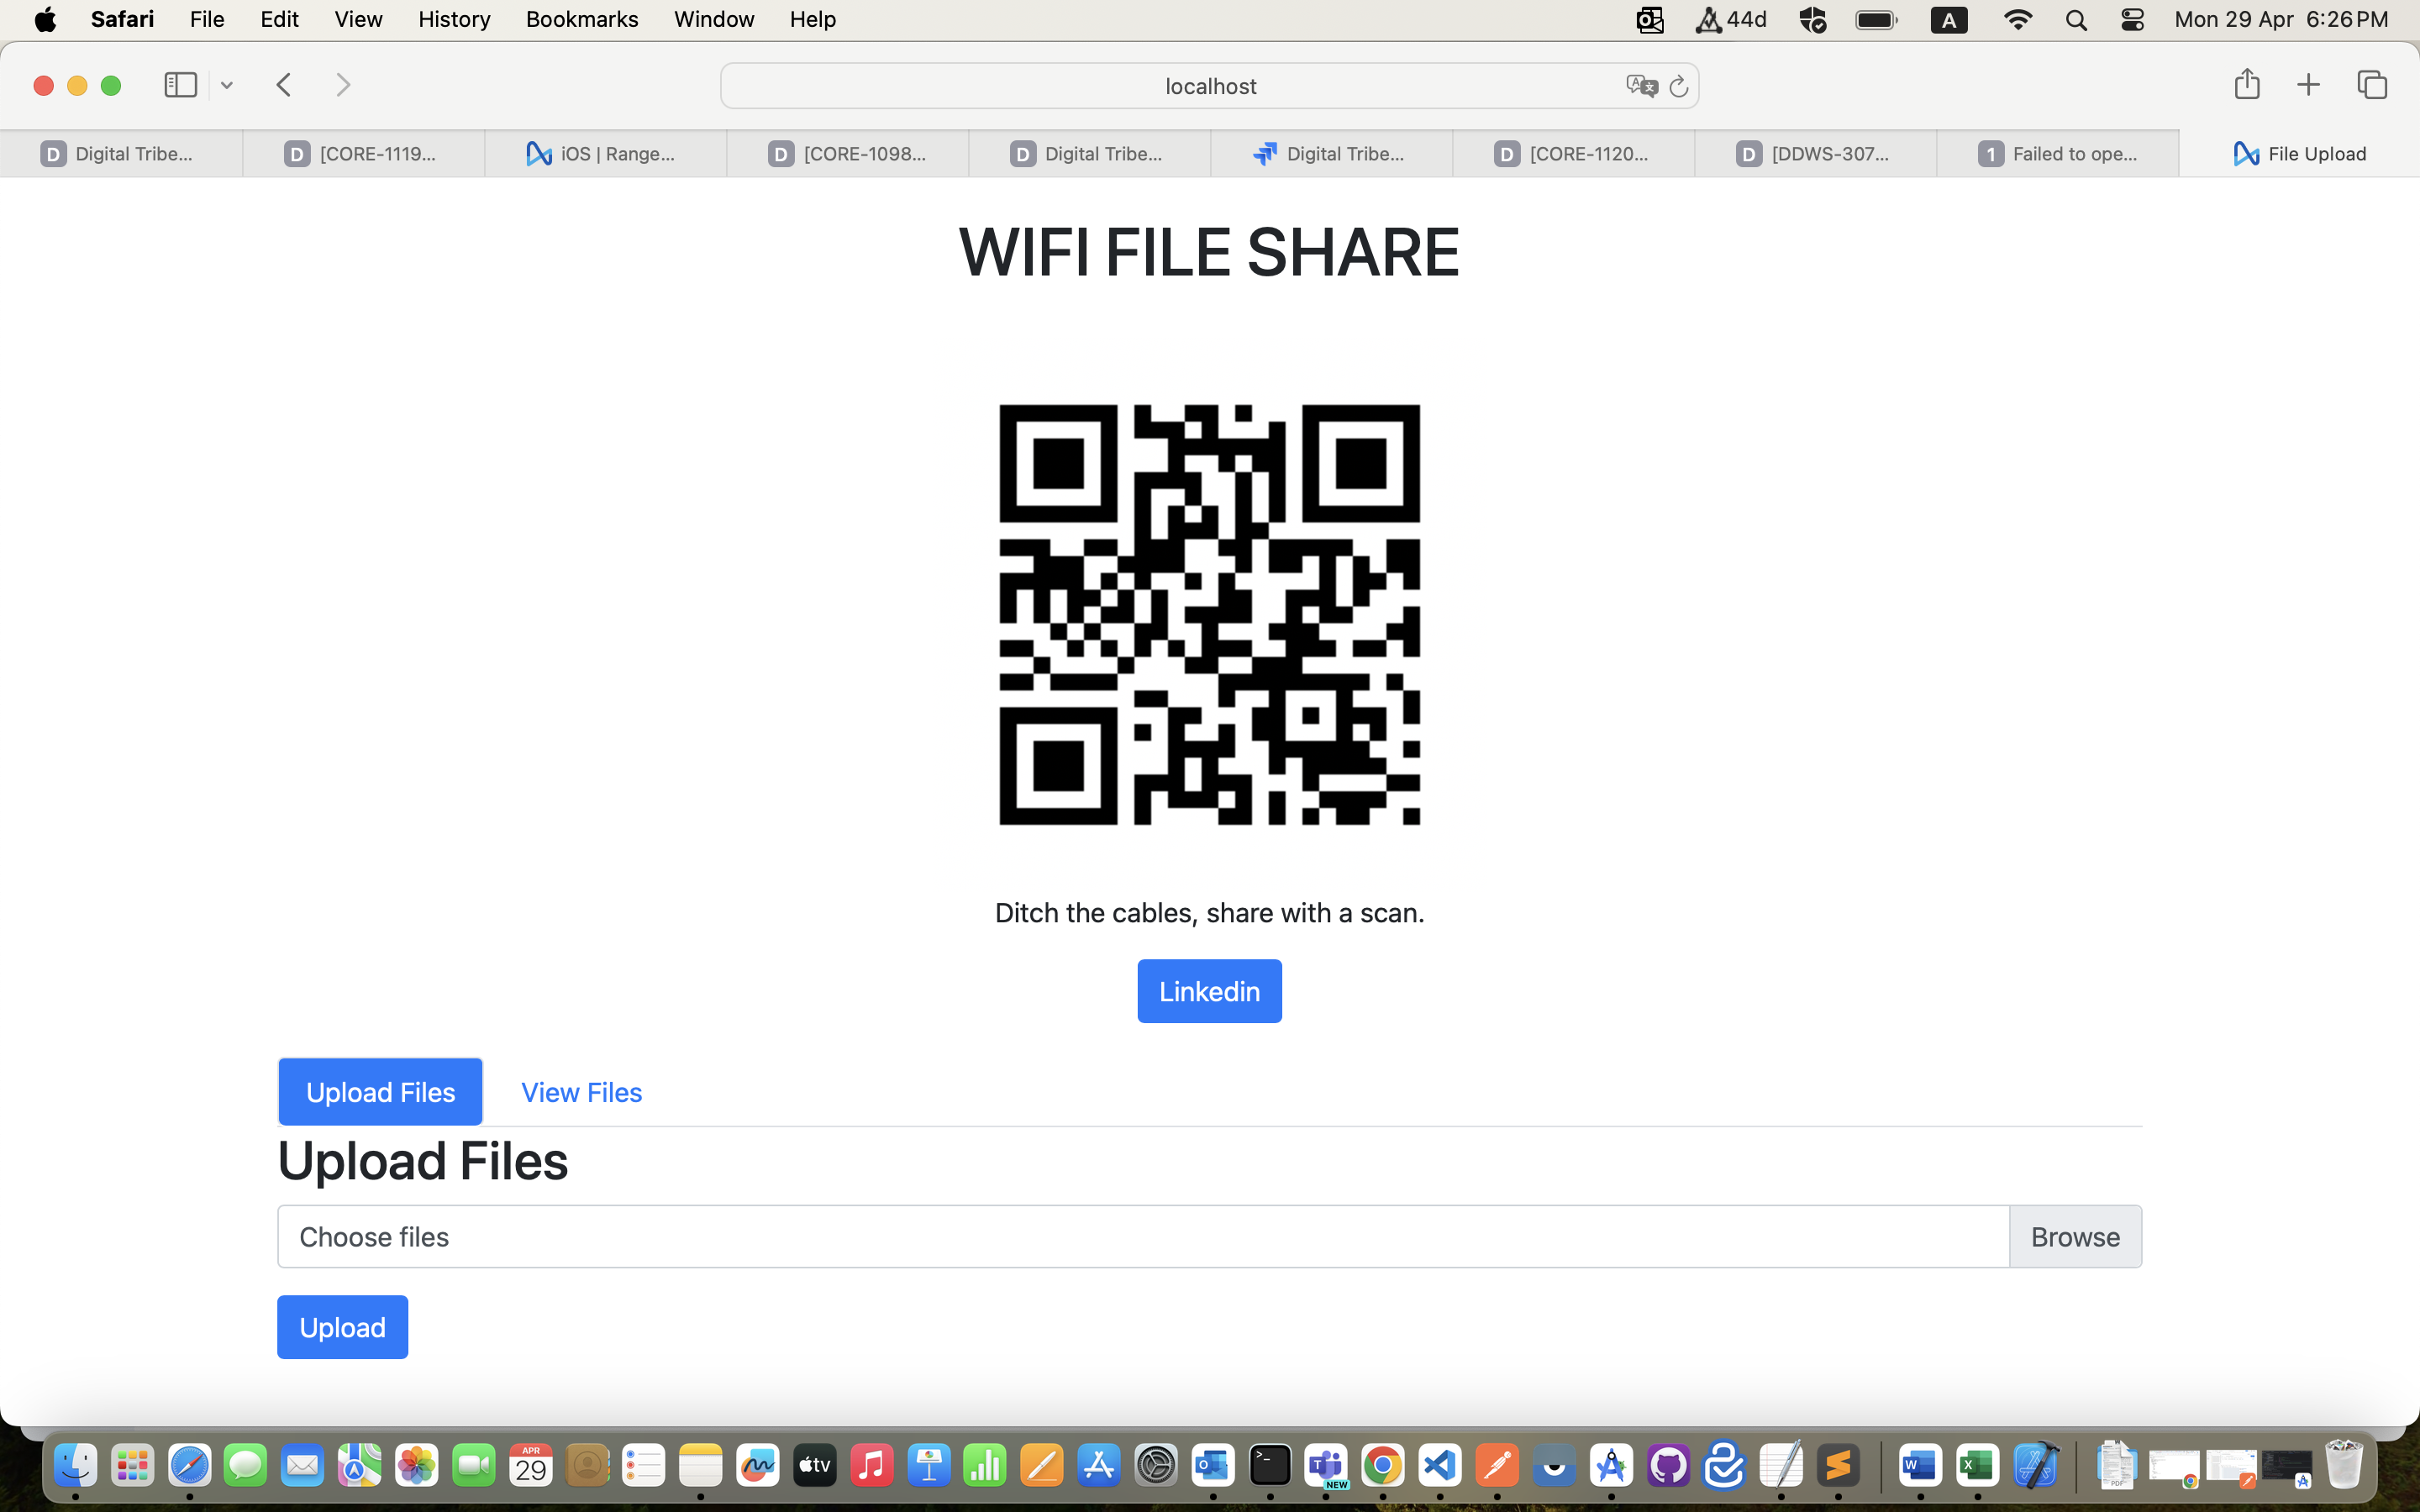 Safari File Edit View History Bookmarks Window Help 44d A Mon 29 Apr 6:26 PM
localhost
D Digital Tribe... D [CORE-1119... iOS | Range... D [CORE-1098... D Digital Tribe... Digital Tribe... D [CORE-1120... D [DDWS-307... 1 Failed to ope... File Upload
WIFI FILE SHARE
Ditch the cables, share with a scan.
Linkedin
Upload Files View Files
Upload Files
Choose files Browse
Upload
APR
29
tv
NEW
PDF